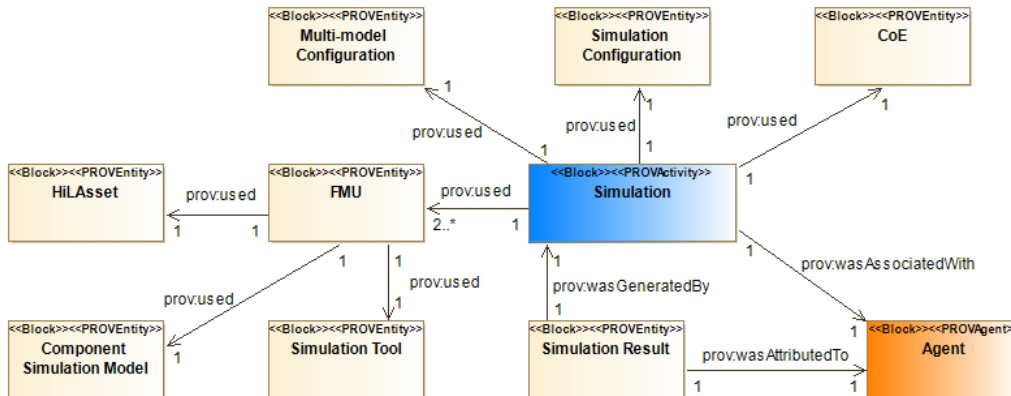 <<Block>><<PROVEntity>>
Multi-model
Configuration
<<Block>><<PROVEntity>>
Simulation
Configuration
<<Block>><<PROVEntity>>
CoE
1
1
1
prov:used
prov:used
prov:used
1
1
1
<<Block>><<PROVEntity>>
HiLAsset
prov:used
1
1
<<Block>><<PROVEntity>>
FMU
prov:used
2..*
1
<<Block>><<PROVActivity>>
Simulation
1
1
1
1
prov:used
prov:used
prov:wasGeneratedBy
prov:wasAssociatedWith
1
1
1
1
<<Block>><<PROVEntity>>
Component
Simulation Model
<<Block>><<PROVEntity>>
Simulation Tool
<<Block>><<PROVEntity>>
Simulation Result
prov:wasAttributedTo
1
1
<<Block>><<PROVAgent>
Agent